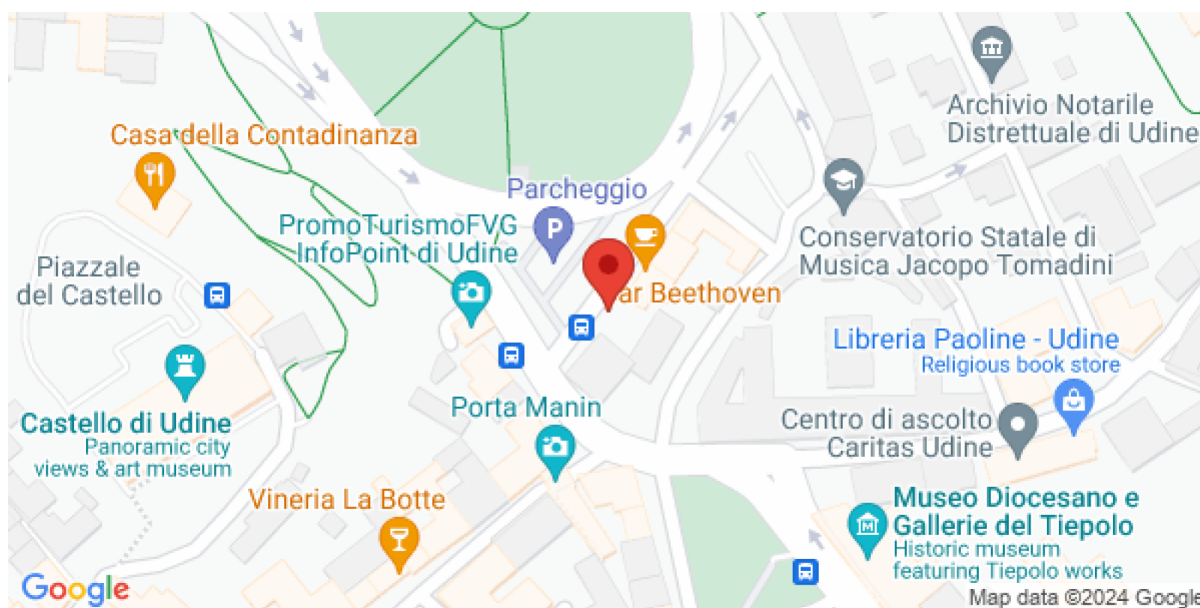 Archivio Notarile
Distrettuale di Udine
Casa della Contadinanza
Parcheggio
P
PromoTurismoFVG
InfoPoint di Udine
Conservatorio Statale di
Musica Jacopo Tomadini
Piazzale
del Castello
ar Beethoven
Libreria Paoline - Udine
Religious book store
Castello di Udine
Panoramic city
views & art museum
Porta Manin
Centro di ascolto
Caritas Udine
Vineria La Botte
Museo Diocesano e
Gallerie del Tiepolo
Historic museum
featuring Tiepolo works
Google
Map data ©2024 Google